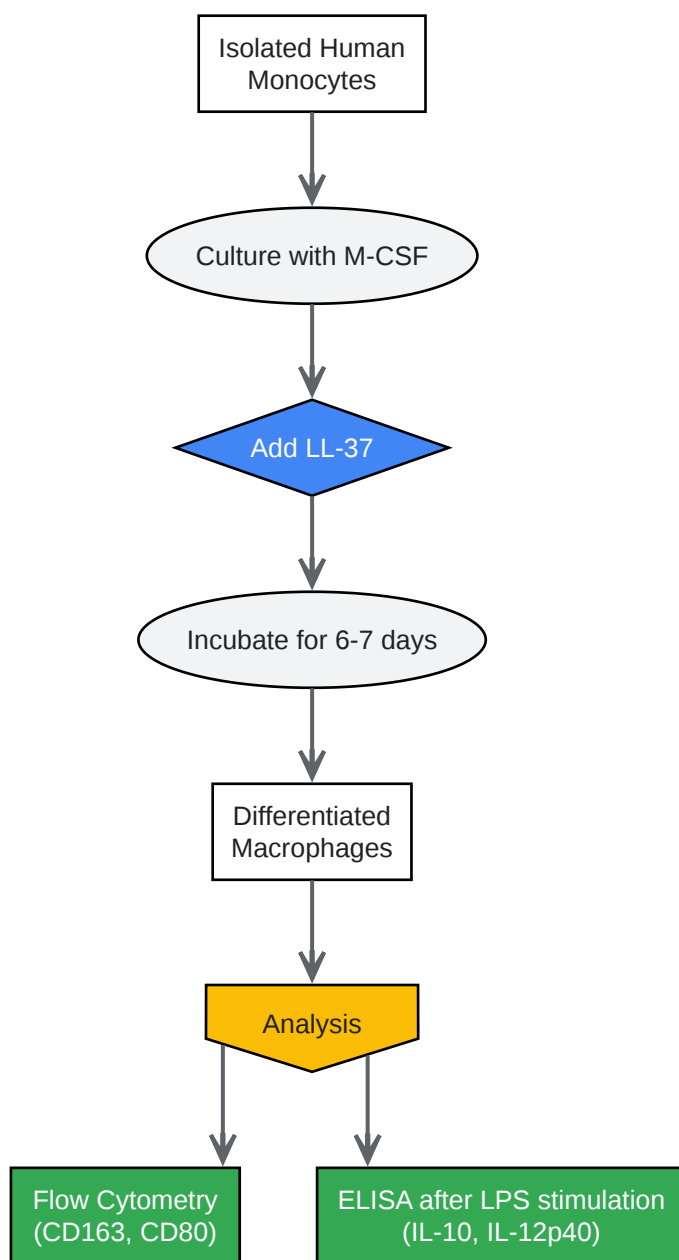 Isolated Human
Monocytes
Culture with M-CSF
Add LL-37
Incubate for 6-7 days
Differentiated
Macrophages
Analysis
Flow Cytometry
(CD163, CD80)
ELISA after LPS stimulation
(IL-10, IL-12p40)